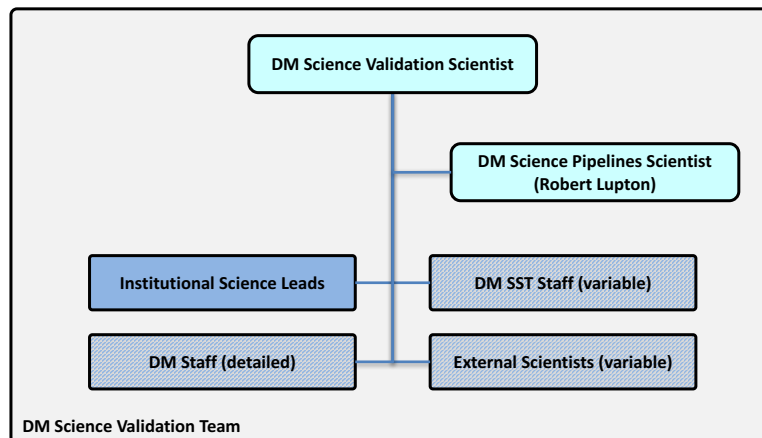 DM Science Validation Scientist
DM Science Pipelines Scientist
(Robert Lupton)
Institutional Science Leads
DM SST Staff (variable)
DM Staff (detailed)
External Scientists (variable)
DM Science Validation Team